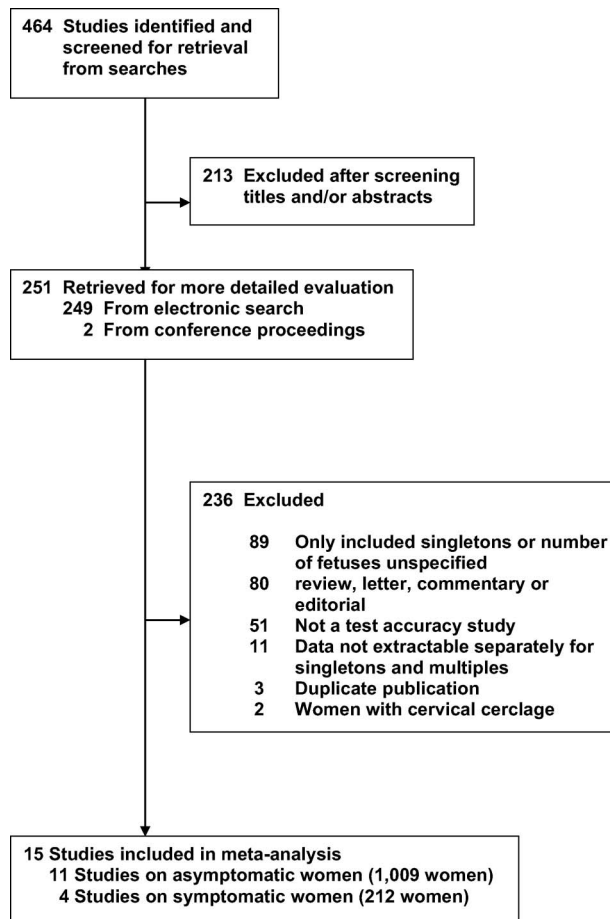 464 Studies identified and
screened for retrieval
from searches
213 Excluded after screening
titles and/or abstracts
251 Retrieved for more detailed evaluation
249 From electronic search
2 From conference proceedings
236 Excluded
89 Only included singletons or number
of fetuses unspecified
80 review, letter, commentary or
editorial
51 Not a test accuracy study
11 Data not extractable separately for
singletons and multiples
3 Duplicate publication
2 Women with cervical cerclage
15 Studies included in meta-analysis
11 Studies on asymptomatic women (1,009 women)
4 Studies on symptomatic women (212 women)